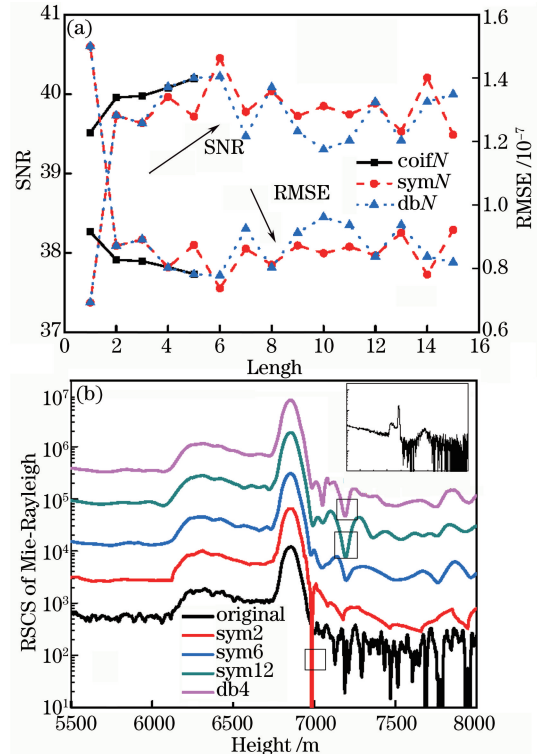 (a)
41
40
39
38
37
SNR
1.6
1.4
1.2
1.0
0.8
0.6
RMSE /10⁻⁷
SNR
RMSE
coifN
symN
dbN
0 2 4 6 8 10 12 14 16
Lengh
(b)
10⁷
10⁶
10⁵
10⁴
10³
10²
10¹
RSCS of Mie-Rayleigh
original
sym2
sym6
sym12
db4
5500 6000 6500 7000 7500 8000
Height /m